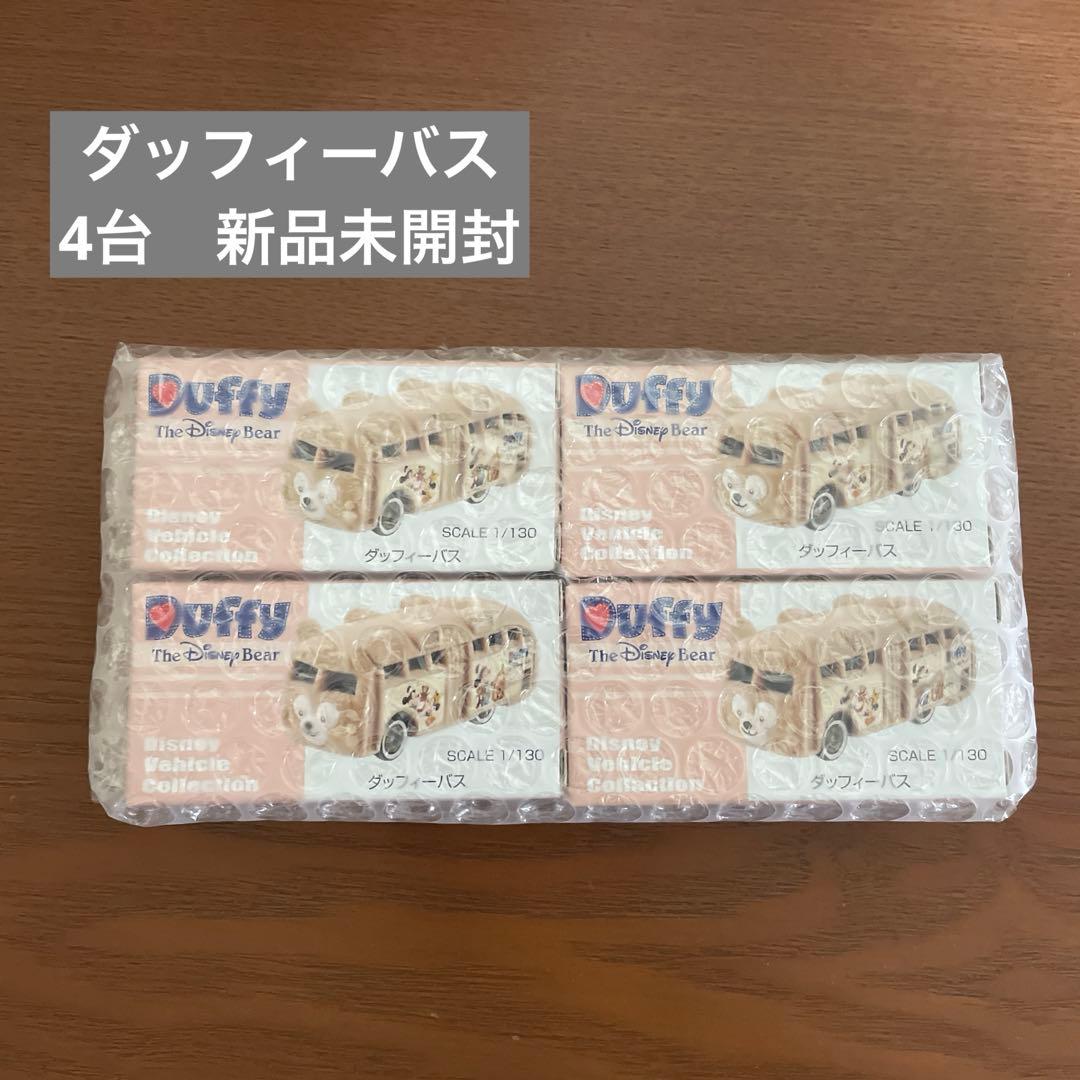 ダッフィーバス
4台　新品未開封
Duffy
The Disney Bear
Disney
Vehicle
Collection
SCALE 1/130
ダッフィーバス
Duffy
The Disney Bear
Disney
Vehicle
Collection
SCALE 1/130
ダッフィーバス
Duffy
The Disney Bear
Disney
Vehicle
Collection
SCALE 1/130
ダッフィーバス
Duffy
The Disney Bear
Disney
Vehicle
Collection
SCALE 1/130
ダッフィーバス